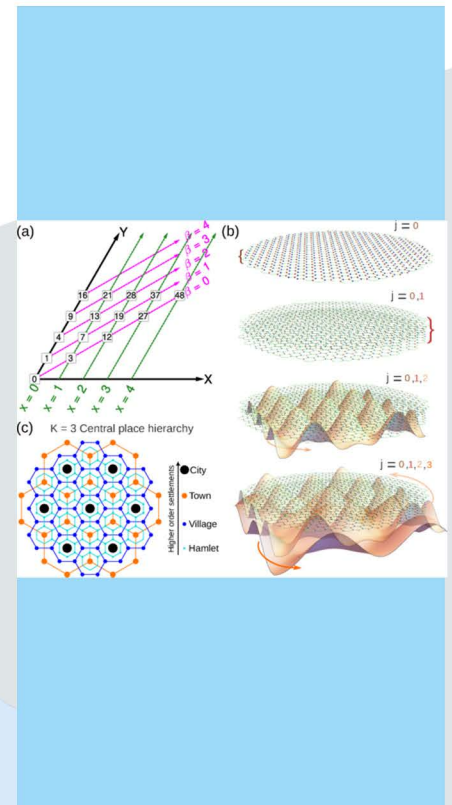 (a)
Y
β = 4
β = 3
β = 2
β = 1
β = 0
16 21 28 37 48
9 13 19 27
4 7 12
1 3
0
X
x = 0
x = 1
x = 2
x = 3
x = 4
(b)
j = 0
{
j = 0,1
}
j = 0,1,2
j = 0,1,2,3
(c) K = 3 Central place hierarchy
Higher order settlements
City
Town
Village
Hamlet